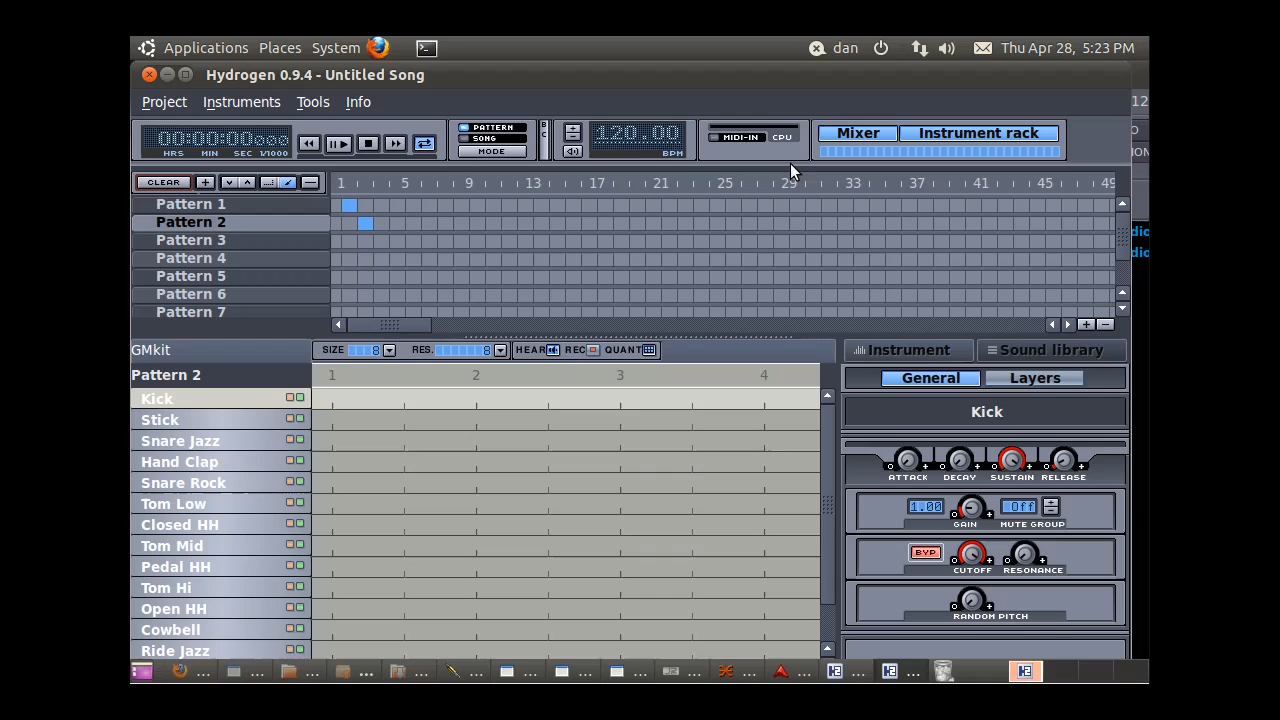 Applications Places System dan Thu Apr 28, 5:23 PM
Hydrogen 0.9.4 - Untitled Song
12
Project Instruments Tools Info
00:00:00:000
HRS MIN SEC 1/1000
PATTERN
SONG
MODE
B
C
120.00
BPM
MIDI-IN CPU
Mixer Instrument rack
CLEAR 1 5 9 13 17 21 25 29 33 37 41 45 49
Pattern 1
Pattern 2
Pattern 3
Pattern 4
Pattern 5
Pattern 6
Pattern 7
dio
dio
GMkit SIZE 8 RES. 8 HEAR REC QUANT Instrument Sound library
Pattern 2 1 2 3 4 General Layers
Kick
Stick
Snare Jazz
Hand Clap
Snare Rock
Tom Low
Closed HH
Tom Mid
Pedal HH
Tom Hi
Open HH
Cowbell
Ride Jazz
Kick
ATTACK DECAY SUSTAIN RELEASE
1.00 GAIN Off MUTE GROUP
BYP CUTOFF RESONANCE
RANDOM PITCH
... ... ... ... ... ... ... ... ... ... ... ... ... ...